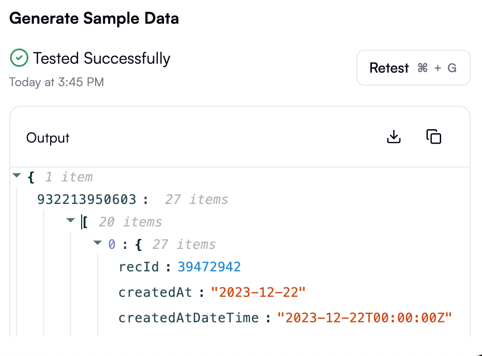 Generate Sample Data
Tested Successfully
Today at 3:45 PM
Retest ⌘ + G
Output
{ 1 item
932213950603 : 27 items
[ 20 items
0 : { 27 items
recId : 39472942
createdAt : "2023-12-22"
createdAtDateTime : "2023-12-22T00:00:00Z"